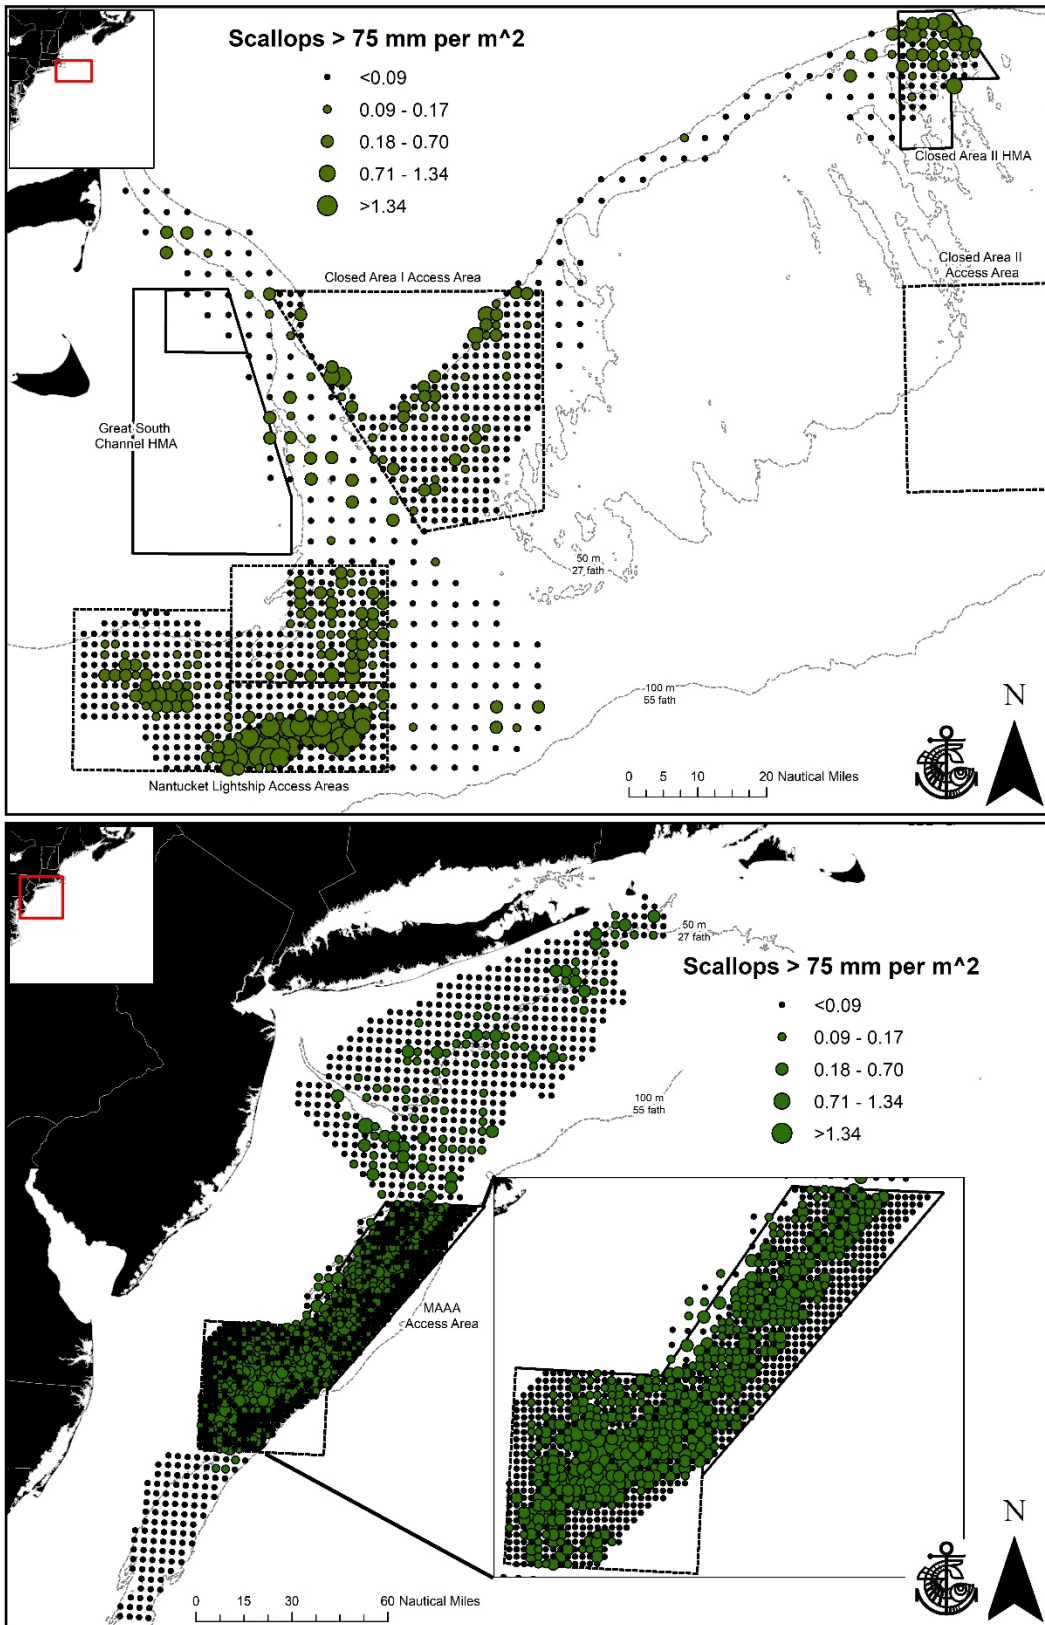 Scallops > 75 mm per m^2
<0.09
0.09 - 0.17
0.18 - 0.70
0.71 - 1.34
>1.34
Closed Area II HMA
Closed Area I Access Area
Closed Area II
Access Area
Great South
Channel HMA
50 m
27 fath
100 m
55 fath
N
0 5 10 20 Nautical Miles
Nantucket Lightship Access Areas
50 m
27 fath
Scallops > 75 mm per m^2
<0.09
0.09 - 0.17
0.18 - 0.70
0.71 - 1.34
>1.34
100 m
55 fath
MAAA
Access Area
N
0 15 30 60 Nautical Miles